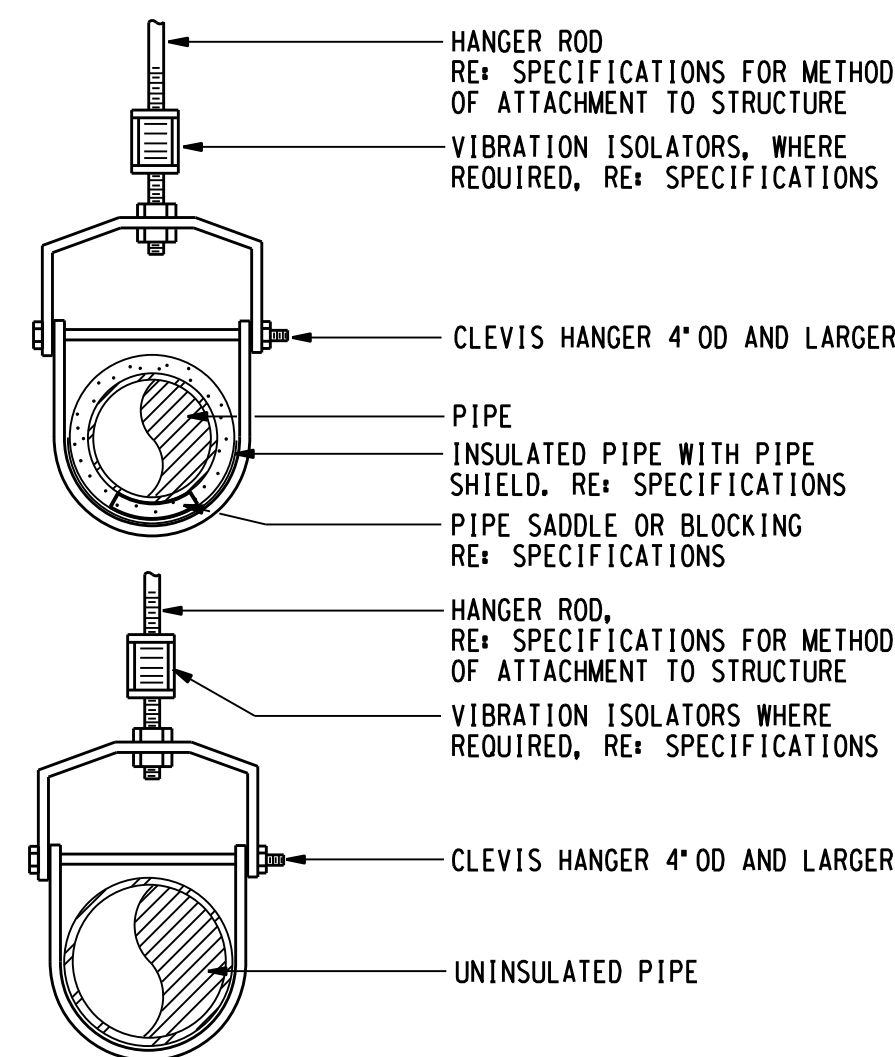 HANGER ROD
RE: SPECIFICATIONS FOR METHOD
OF ATTACHMENT TO STRUCTURE
VIBRATION ISOLATORS, WHERE
REQUIRED, RE: SPECIFICATIONS
CLEVIS HANGER 4" OD AND LARGER
PIPE
INSULATED PIPE WITH PIPE
SHIELD. RE: SPECIFICATIONS
PIPE SADDLE OR BLOCKING
RE: SPECIFICATIONS
HANGER ROD,
RE: SPECIFICATIONS FOR METHOD
OF ATTACHMENT TO STRUCTURE
VIBRATION ISOLATORS WHERE
REQUIRED, RE: SPECIFICATIONS
CLEVIS HANGER 4" OD AND LARGER
UNINSULATED PIPE